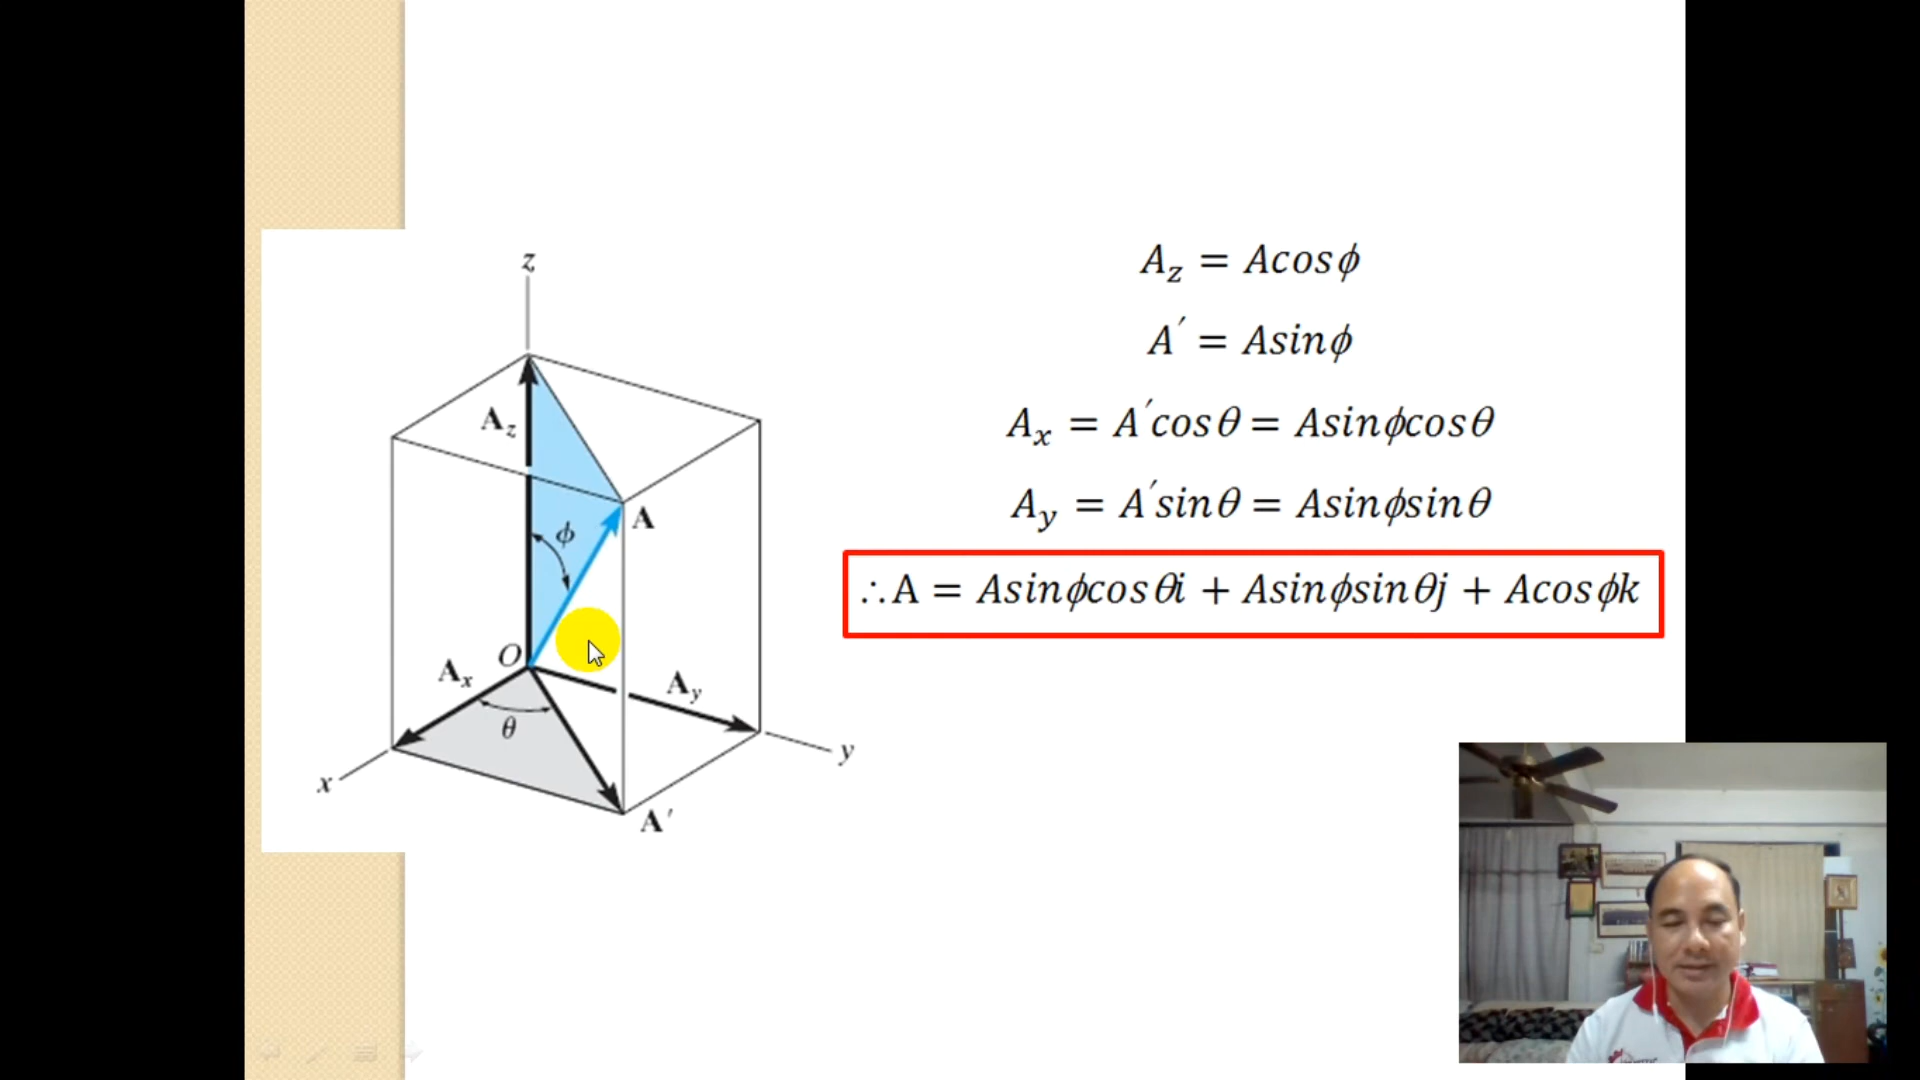 z
A_z
A
ϕ
O
A_x
A_y
θ
x
y
A′
A_z = Acosϕ
A′ = Asinϕ
A_x = A′cosθ = Asinϕcosθ
A_y = A′sinθ = Asinϕsinθ
∴A = Asinϕcosθi + Asinϕsinθj + Acosϕk